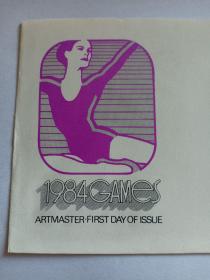 1984 GAMES
ARTMASTER·FIRST DAY OF ISSUE